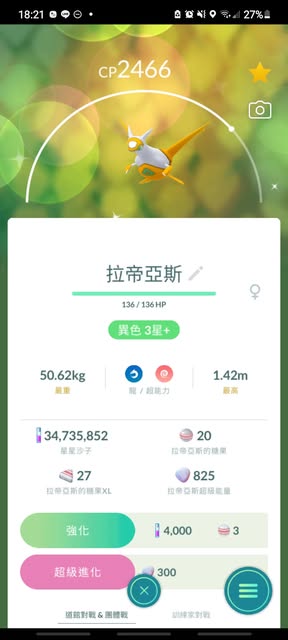 18:21
27%
CP2466
拉帝亞斯
136 / 136 HP
異色 3星+
50.62kg
最重
龍 / 超能力
1.42m
最高
34,735,852
星星沙子
20
拉帝亞斯的糖果
27
拉帝亞斯的糖果XL
825
拉帝亞斯超級能量
強化
4,000
3
超級進化
300
道館對戰 & 團體戰
訓練家對戰